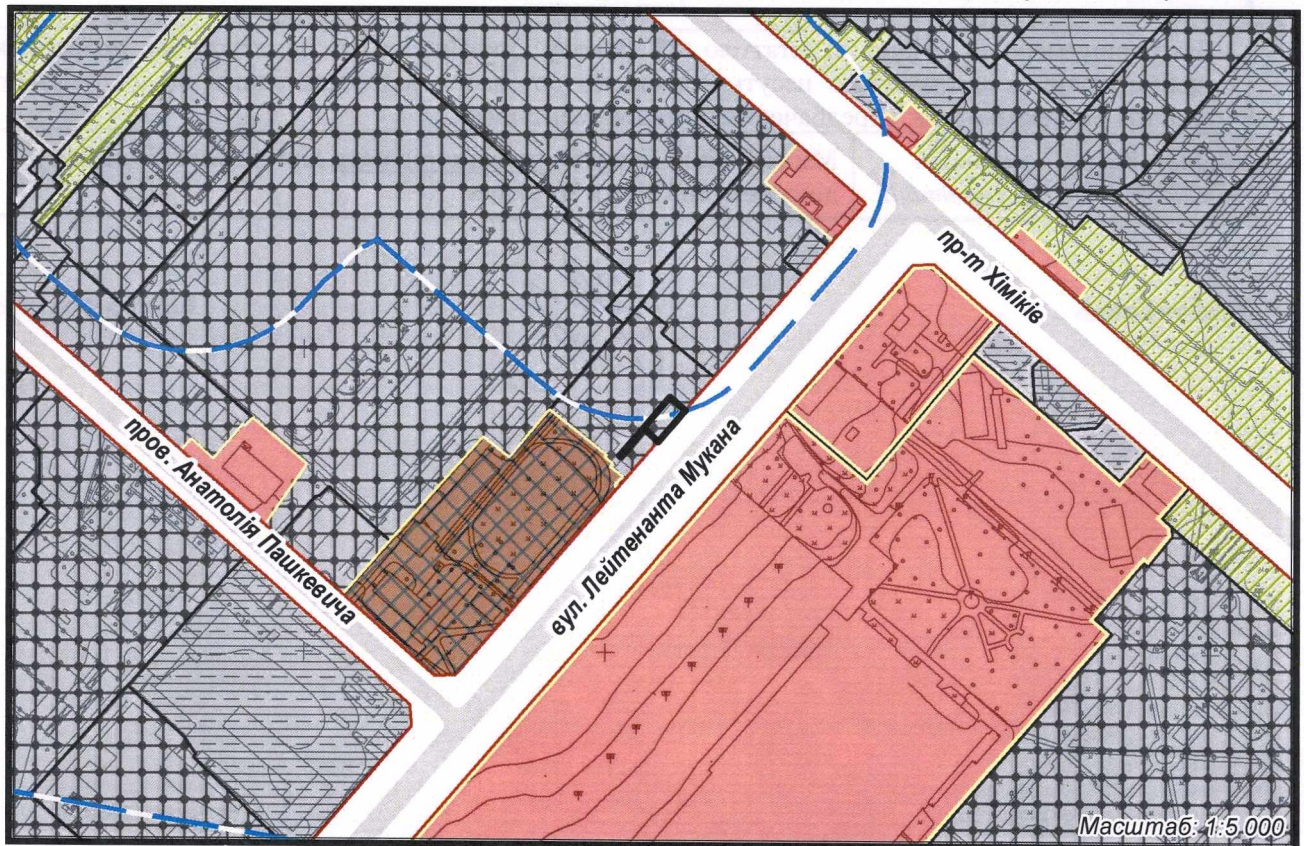 пр-т Хіміків
вул. Лейтенанта Мукана
пров. Анатолія Пашкевича
Масштаб: 1:5 000